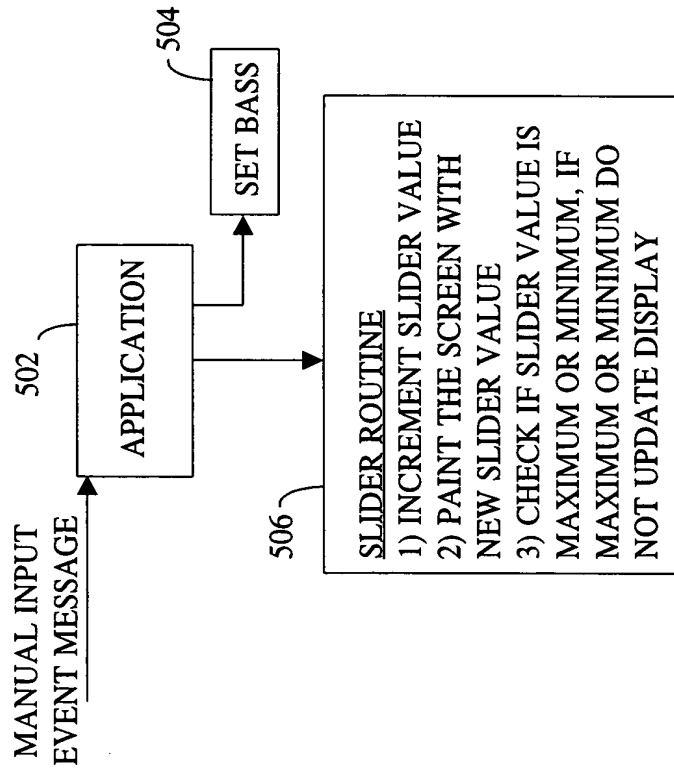 MANUAL INPUT
EVENT MESSAGE
502
APPLICATION
504
SET BASS
506
SLIDER ROUTINE
1) INCREMENT SLIDER VALUE
2) PAINT THE SCREEN WITH
NEW SLIDER VALUE
3) CHECK IF SLIDER VALUE IS
MAXIMUM OR MINIMUM, IF
MAXIMUM OR MINIMUM DO
NOT UPDATE DISPLAY